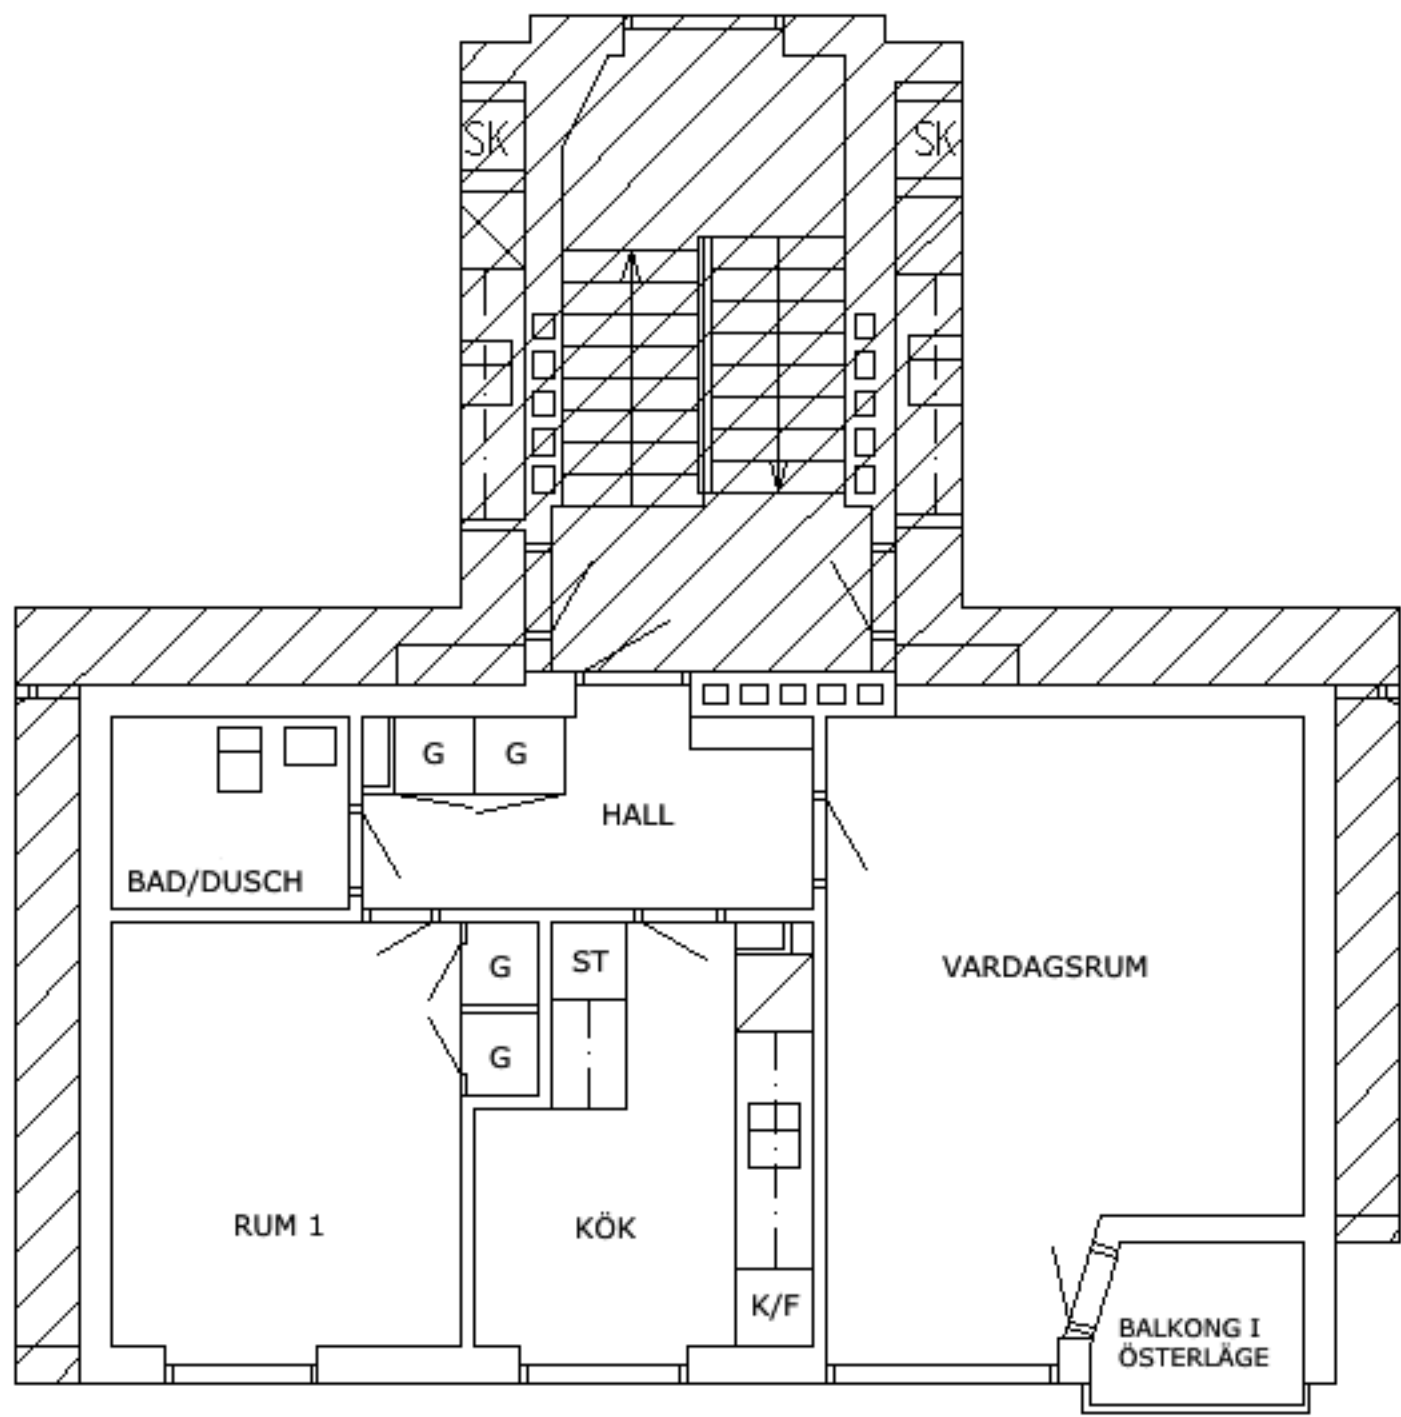 SK
SK
G
G
HALL
BAD/DUSCH
G
ST
VARDAGSRUM
G
RUM 1
KÖK
K/F
BALKONG I
ÖSTERLÄGE